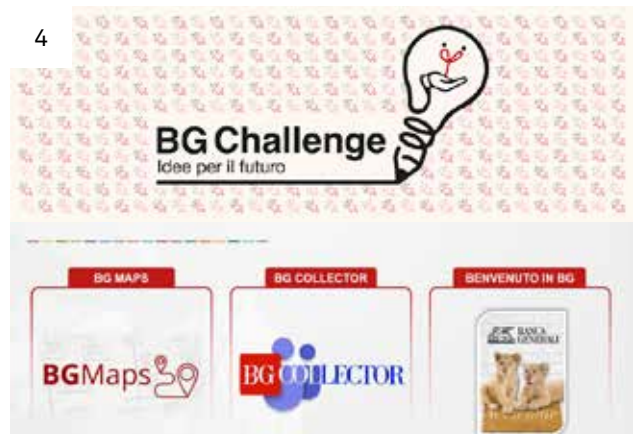 4
BG Challenge
Idee per il futuro
BG MAPS
BG COLLECTOR
BENVENUTO IN BG
BGMaps
BG COLLECTOR
BANCA
GENERALI
Welcome